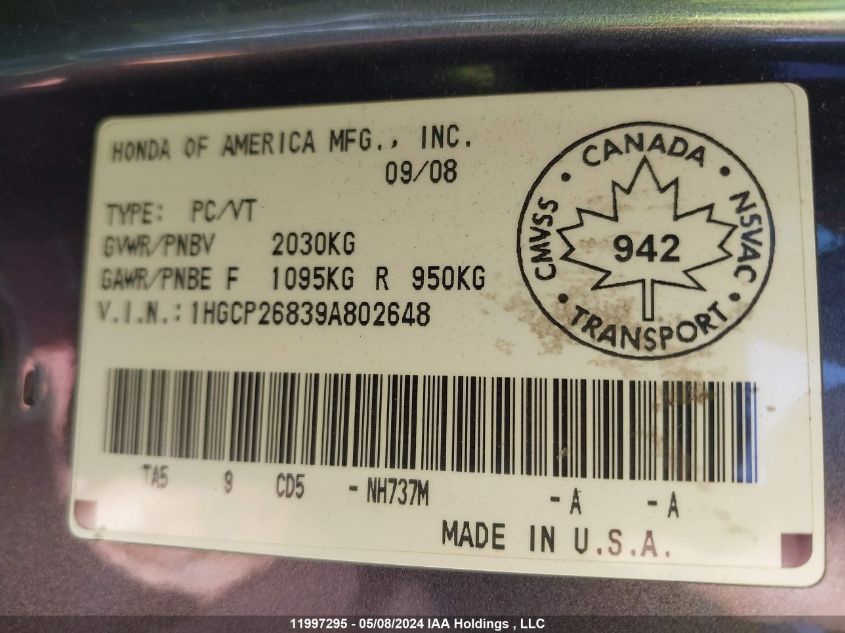 HONDA OF AMERICA MFG., INC.
09/08
TYPE: PC/VT
GVWR/PNBV 2030KG
GAWR/PNBE F 1095KG R 950KG
V.I.N.: 1HGCP26839A802648
CANADA
CMVSS
NSVAC
942
TRANSPORT
TA5 9 CD5 - NH737M - A - A
MADE IN U.S.A.
11997295 - 05/08/2024 IAA Holdings , LLC